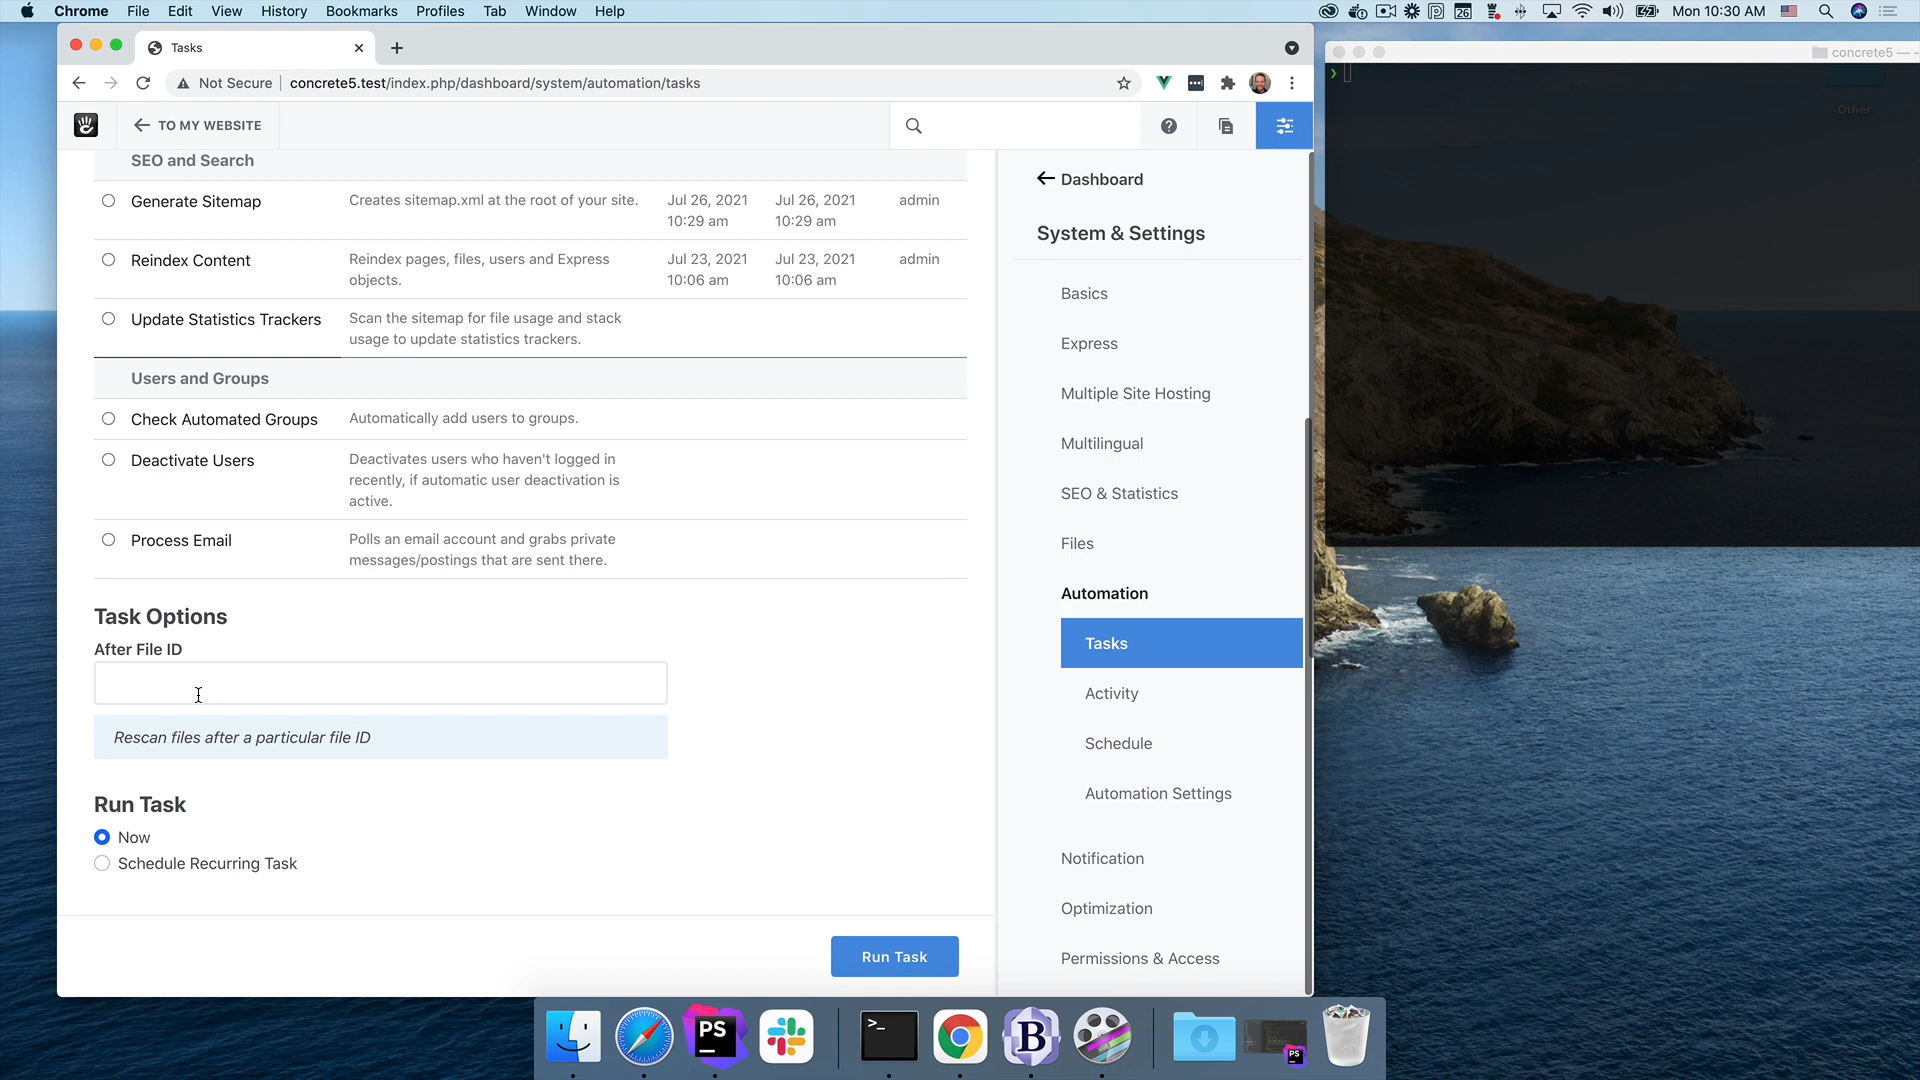 Chrome File Edit View History Bookmarks Profiles Tab Window Help
26
Mon 10:30 AM
Tasks
Not Secure concrete5.test/index.php/dashboard/system/automation/tasks
concrete5 —
Other
TO MY WEBSITE
SEO and Search
Generate Sitemap Creates sitemap.xml at the root of your site. Jul 26, 2021 Jul 26, 2021 admin
10:29 am 10:29 am
Reindex Content Reindex pages, files, users and Express Jul 23, 2021 Jul 23, 2021 admin
objects. 10:06 am 10:06 am
Update Statistics Trackers Scan the sitemap for file usage and stack
usage to update statistics trackers.
Users and Groups
Check Automated Groups Automatically add users to groups.
Deactivate Users Deactivates users who haven't logged in
recently, if automatic user deactivation is
active.
Process Email Polls an email account and grabs private
messages/postings that are sent there.
Task Options
After File ID
Rescan files after a particular file ID
Run Task
Now
Schedule Recurring Task
Run Task
Dashboard
System & Settings
Basics
Express
Multiple Site Hosting
Multilingual
SEO & Statistics
Files
Automation
Tasks
Activity
Schedule
Automation Settings
Notification
Optimization
Permissions & Access
PS
>_
B
PS